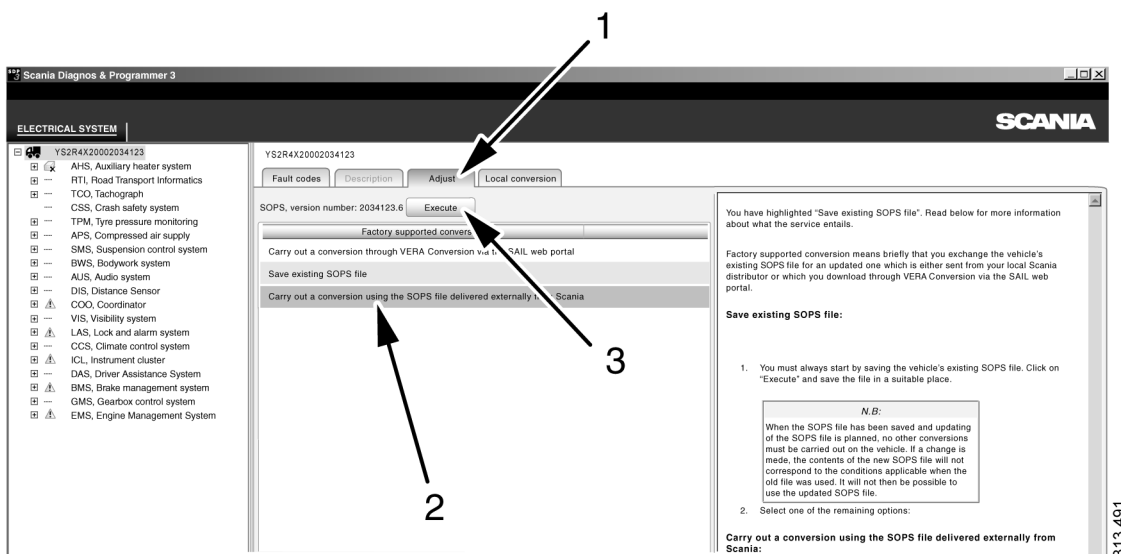 1
SDP 3 Scania Diagnos & Programmer 3
SCANIA
ELECTRICAL SYSTEM
YS2R4X20002034123
AHS, Auxiliary heater system
RTI, Road Transport Informatics
TCO, Tachograph
CSS, Crash safety system
TPM, Tyre pressure monitoring
APS, Compressed air supply
SMS, Suspension control system
BWS, Bodywork system
AUS, Audio system
DIS, Distance Sensor
COO, Coordinator
VIS, Visibility system
LAS, Lock and alarm system
CCS, Climate control system
ICL, Instrument cluster
DAS, Driver Assistance System
BMS, Brake management system
GMS, Gearbox control system
EMS, Engine Management System
YS2R4X20002034123
Fault codes Description Adjust Local conversion
SOPS, version number: 2034123.6 Execute
Factory supported convers
Carry out a conversion through VERA Conversion via the SAIL web portal
Save existing SOPS file
Carry out a conversion using the SOPS file delivered externally from Scania
3
2
You have highlighted “Save existing SOPS file”. Read below for more information
about what the service entails.
Factory supported conversion means briefly that you exchange the vehicle’s
existing SOPS file for an updated one which is either sent from your local Scania
distributor or which you download through VERA Conversion via the SAIL web
portal.
Save existing SOPS file:
1. You must always start by saving the vehicle’s existing SOPS file. Click on
“Execute” and save the file in a suitable place.
N.B:
When the SOPS file has been saved and updating
of the SOPS file is planned, no other conversions
must be carried out on the vehicle. If a change is
mede, the contents of the new SOPS file will not
correspond to the conditions applicable when the
old file was used. It will not then be possible to
use the updated SOPS file.
2. Select one of the remaining options:
Carry out a conversion using the SOPS file delivered externally from
Scania: